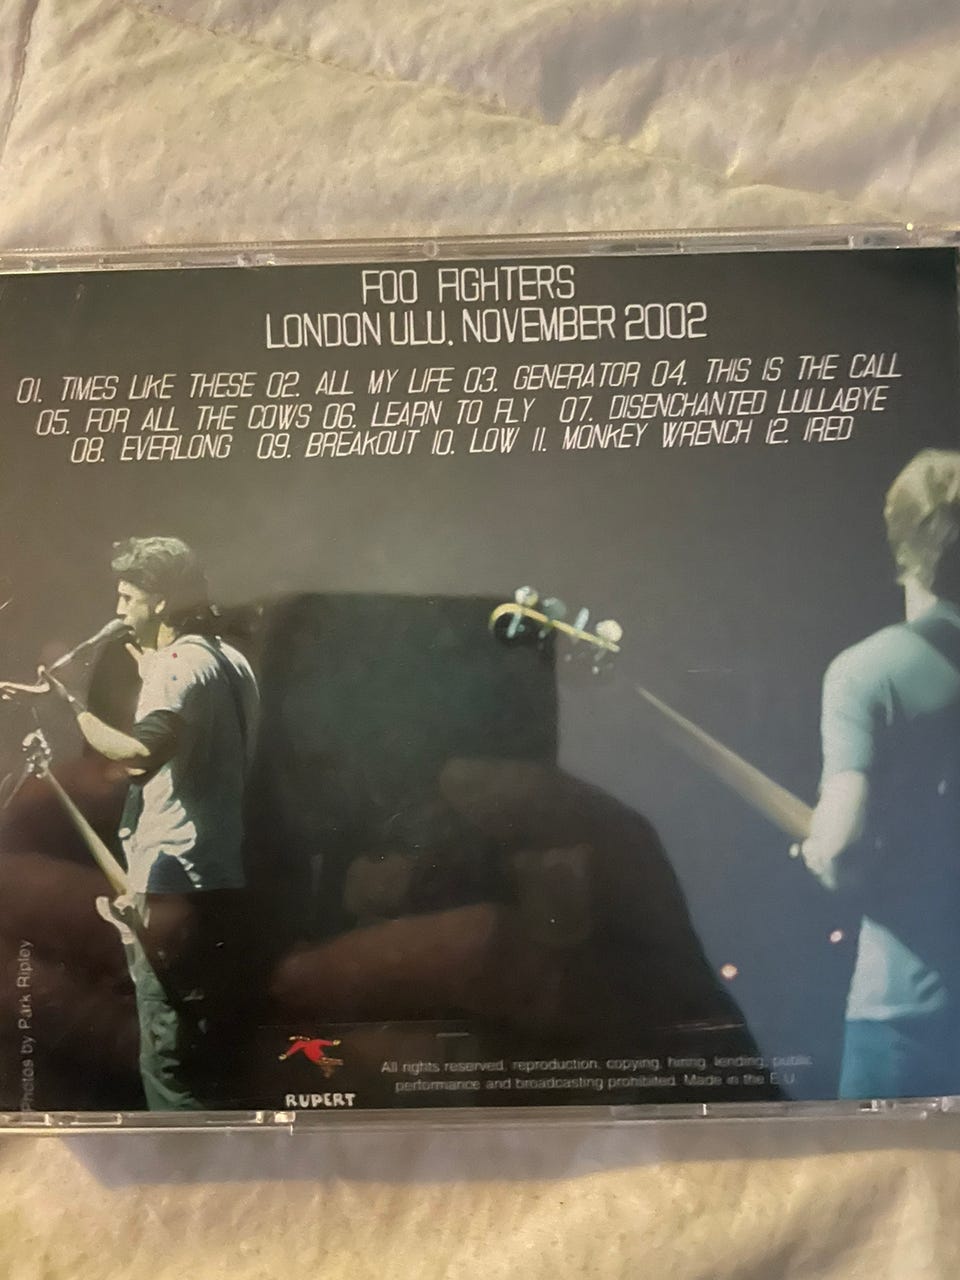 FOO FIGHTERS
LONDON ULU. NOVEMBER 2002
01. TIMES LIKE THESE 02. ALL MY LIFE 03. GENERATOR 04. THIS IS THE CALL
05. FOR ALL THE COWS 06. LEARN TO FLY 07. DISENCHANTED LULLABYE
08. EVERLONG 09. BREAKOUT 10. LOW 11. MONKEY WRENCH 12. IRED
Photos by Park Ripley
RUPERT
All rights reserved, reproduction, copying, hiring, lending, public
performance and broadcasting prohibited. Made in the E.U.